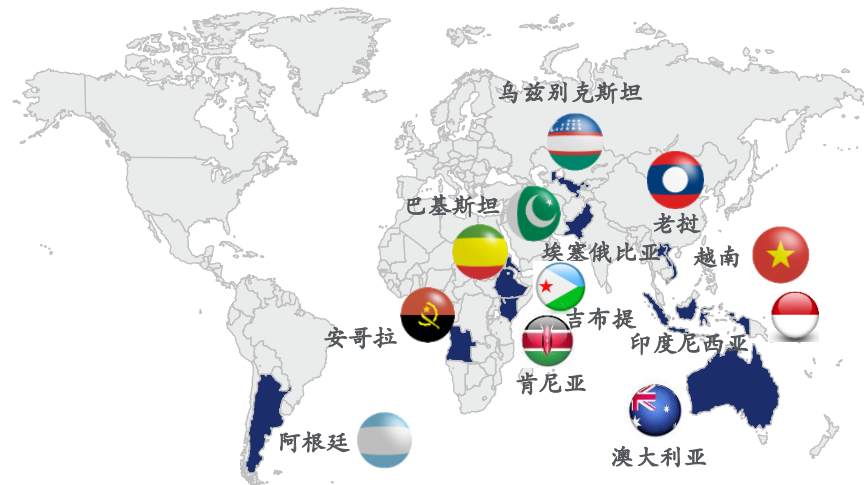 乌兹别克斯坦
巴基斯坦
老挝
埃塞俄比亚
越南
吉布提
安哥拉
印度尼西亚
肯尼亚
阿根廷
澳大利亚